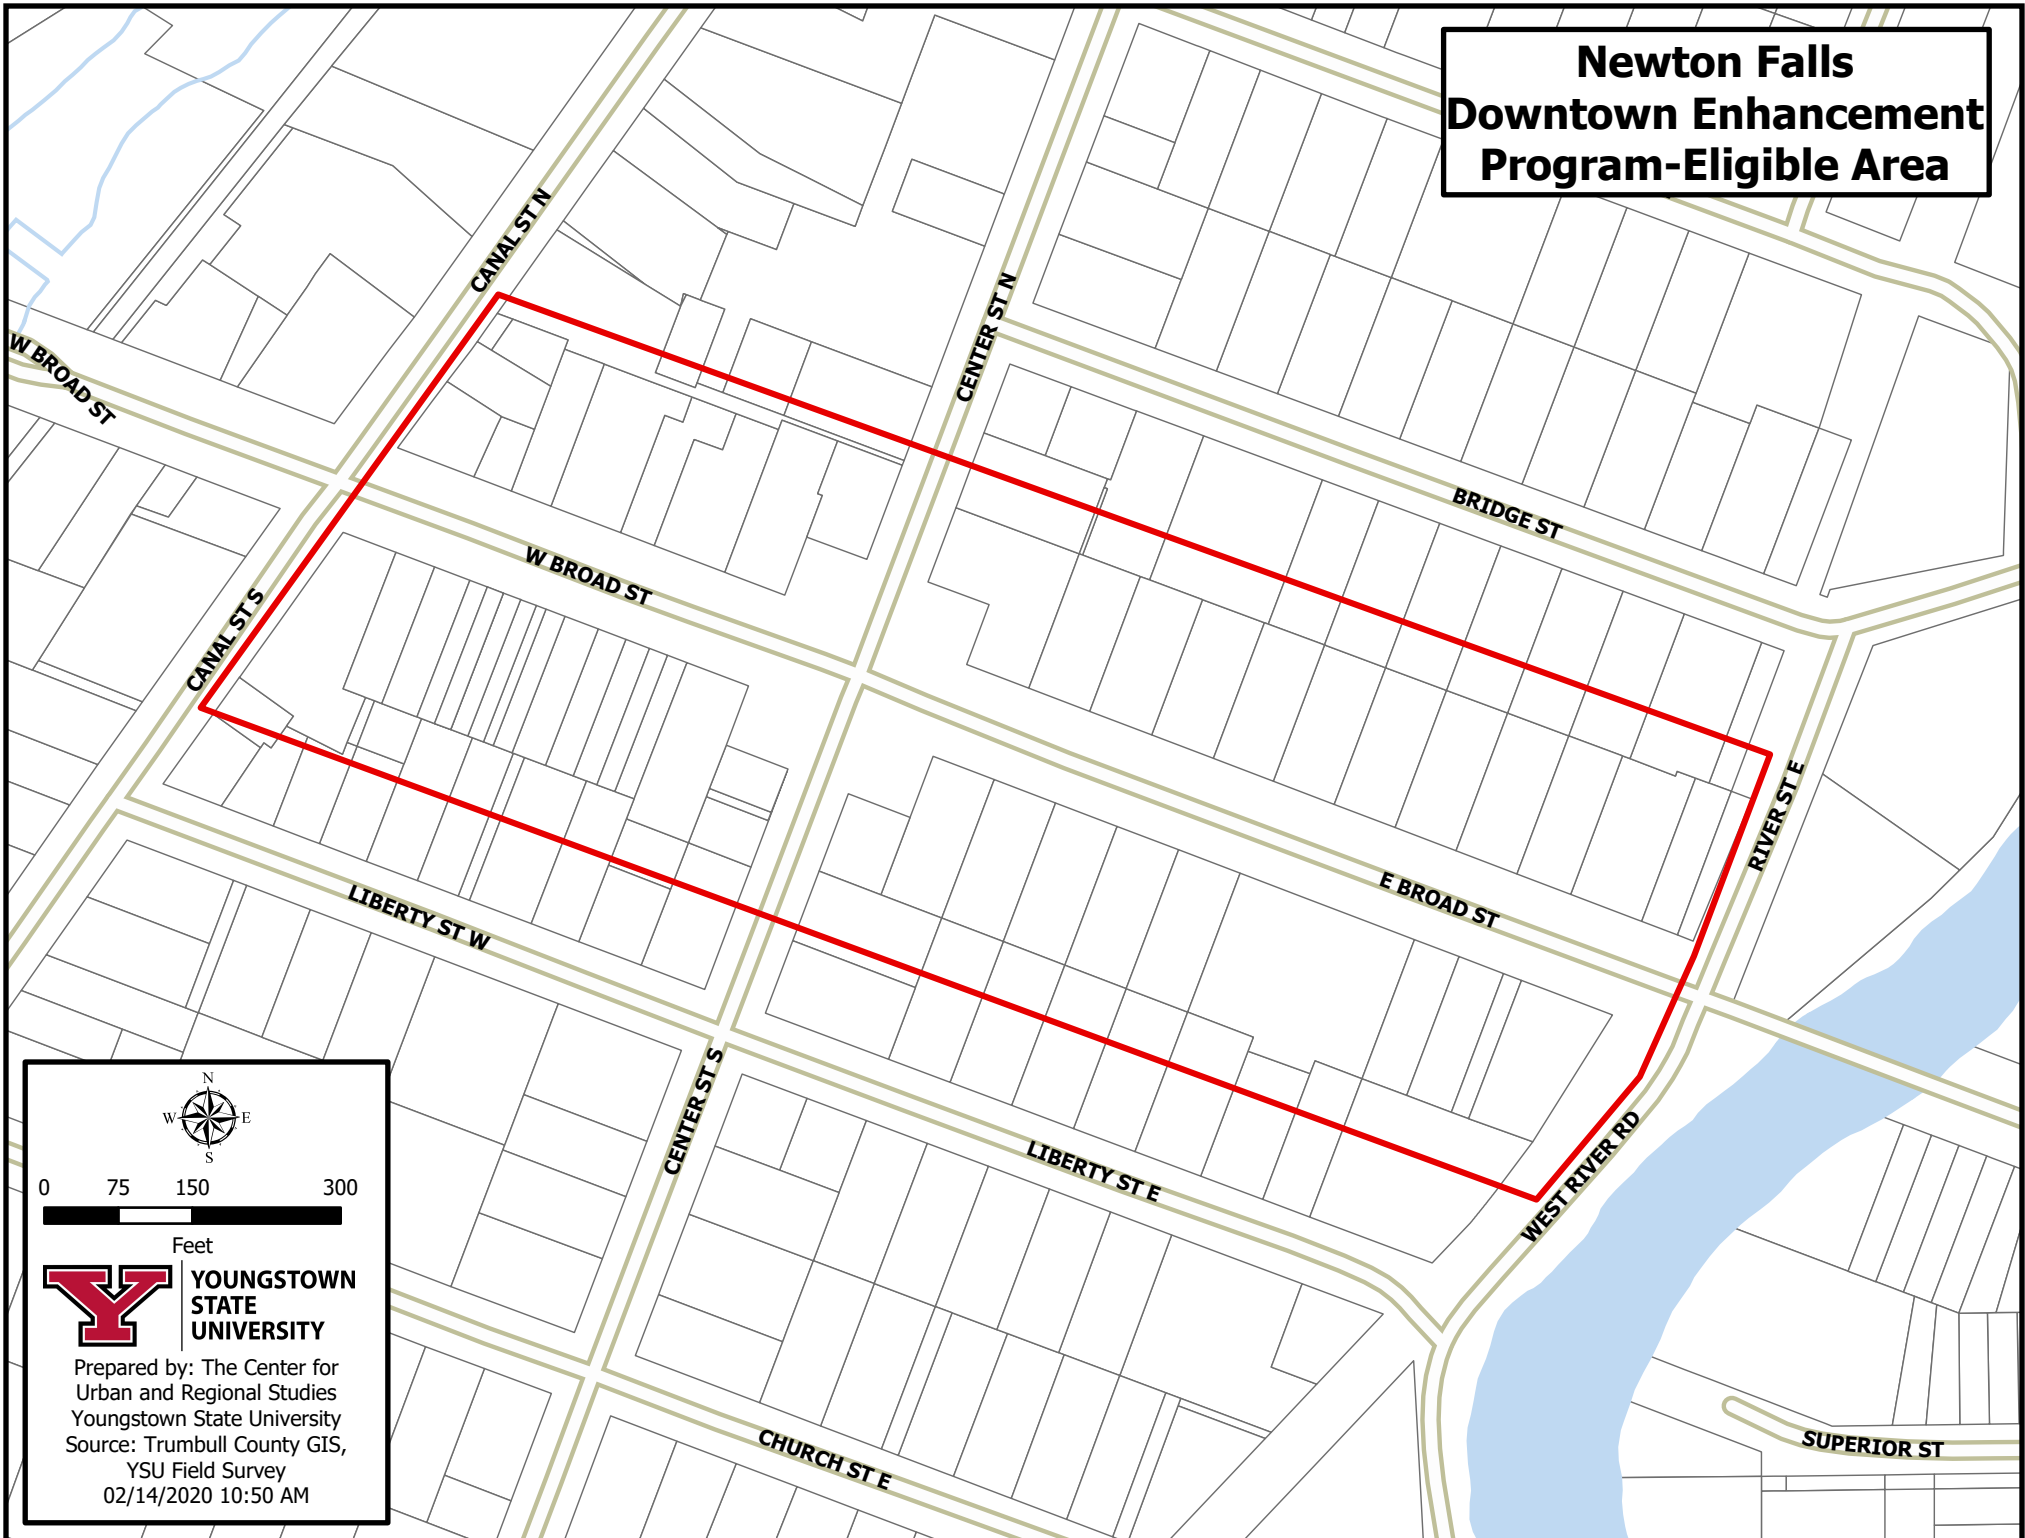 Newton Falls
Downtown Enhancement
Program-Eligible Area
CANAL ST N
CENTER ST N
W BROAD ST
BRIDGE ST
W BROAD ST
CANAL ST S
RIVER ST E
E BROAD ST
LIBERTY ST W
CENTER ST S
LIBERTY ST E
WEST RIVER RD
CHURCH ST E
SUPERIOR ST
N
W E
S
0 75 150 300
Feet
Y
YOUNGSTOWN
STATE
UNIVERSITY
Prepared by: The Center for
Urban and Regional Studies
Youngstown State University
Source: Trumbull County GIS,
YSU Field Survey
02/14/2020 10:50 AM